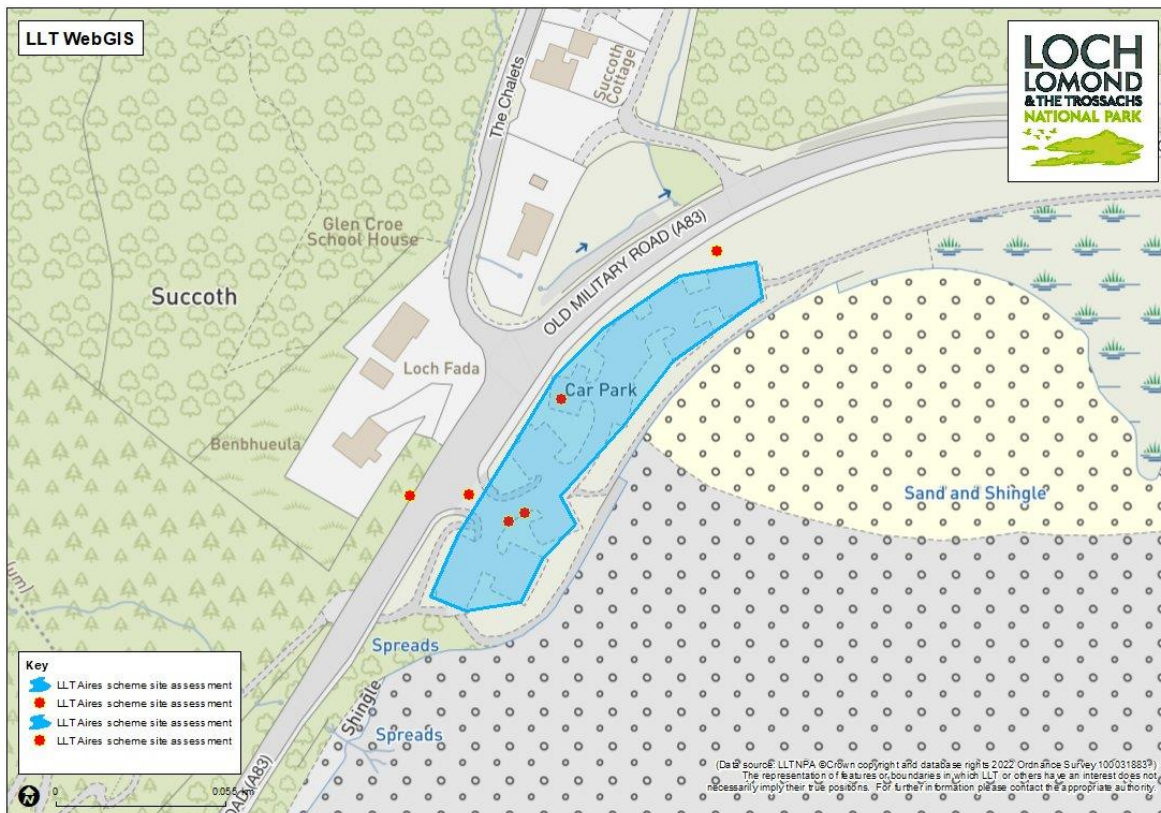 LLT WebGIS
LOCH
LOMOND
& THE TROSSACHS
NATIONAL PARK
The Chalets
Succoth
Cottage
Glen Croe
School House
Succoth
OLD MILITARY ROAD (A83)
Loch Fada
Car Park
Benbhueula
Sand and Shingle
Spreads
Shingle
Spreads
Key
LLT Aires scheme site assessment
LLT Aires scheme site assessment
LLT Aires scheme site assessment
LLT Aires scheme site assessment
N
0
0.055 km
OAD (A83)
(Data source: LLTNPA ©Crown copyright and database rights 2022 Ordnance Survey
The representation of features or boundaries in which LLT or others have an interest does not
necessarily imply their true positions. For further information please contact the appropriate authority.